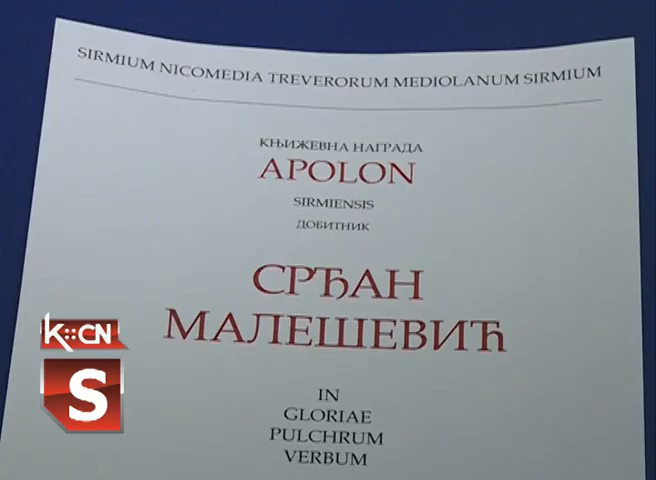 SIRMIUM NICOMEDIA TREVERORUM MEDIOLANUM SIRMIUM
КЊИЖЕВНА НАГРАДА
APOLON
SIRMIENSIS
ДОБИТНИК
СРЂАН
МАЛЕШЕВИЋ
IN
GLORIAE
PULCHRUM
VERBUM
K::CN
S